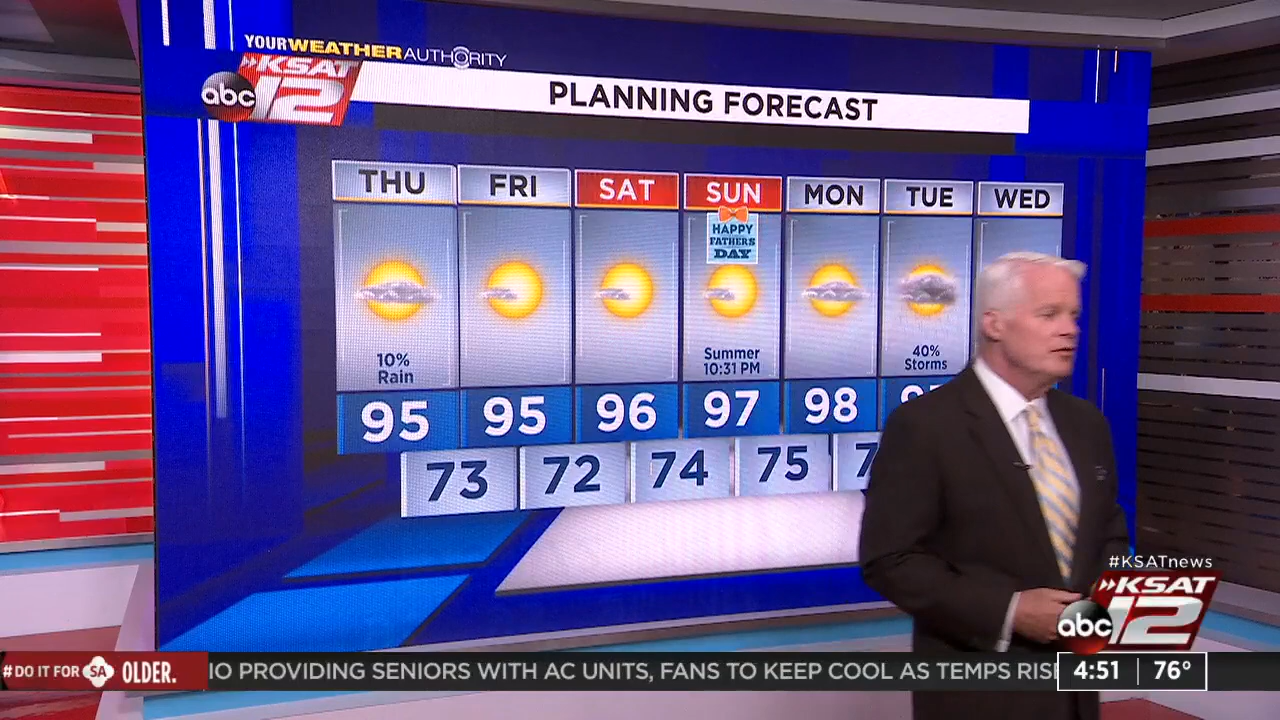 YOURWEATHERAUTHORITY
KSAT
abc 12
PLANNING FORECAST
THU FRI SAT SUN MON TUE WED
HAPPY
FATHERS
DAY
10%
Rain
Summer
10:31 PM
40%
Storms
95 95 96 97 98
73 72 74 75 7
#KSATnews
KSAT
abc 12
#DO IT FOR SA OLDER.
IO PROVIDING SENIORS WITH AC UNITS, FANS TO KEEP COOL AS TEMPS RISE
4:51 76°